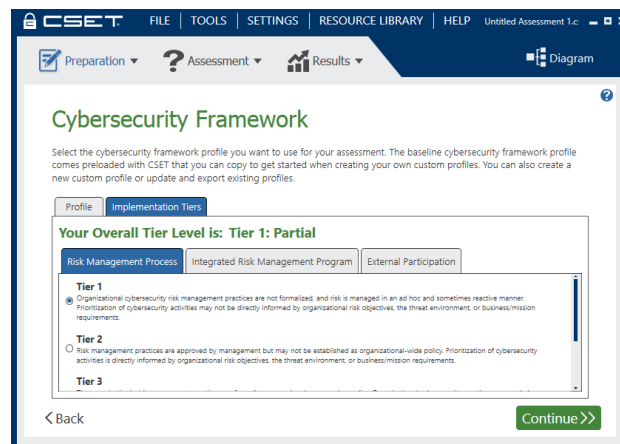 CSET. FILE | TOOLS | SETTINGS | RESOURCE LIBRARY | HELP Untitled Assessment 1.c
Preparation ▼ ? Assessment ▼ Results ▼ Diagram
?
Cybersecurity Framework
Select the cybersecurity framework profile you want to use for your assessment. The baseline cybersecurity framework profile
comes preloaded with CSET that you can copy to get started when creating your own custom profiles. You can also create a
new custom profile or update and export existing profiles.
Profile Implementation Tiers
Your Overall Tier Level is: Tier 1: Partial
Risk Management Process Integrated Risk Management Program External Participation
Tier 1
Organizational cybersecurity risk management practices are not formalized, and risk is managed in an ad hoc and sometimes reactive manner.
Prioritization of cybersecurity activities may not be directly informed by organizational risk objectives, the threat environment, or business/mission
requirements.
Tier 2
Risk management practices are approved by management but may not be established as organizational-wide policy. Prioritization of cybersecurity
activities is directly informed by organizational risk objectives, the threat environment, or business/mission requirements.
Tier 3
< Back Continue >>